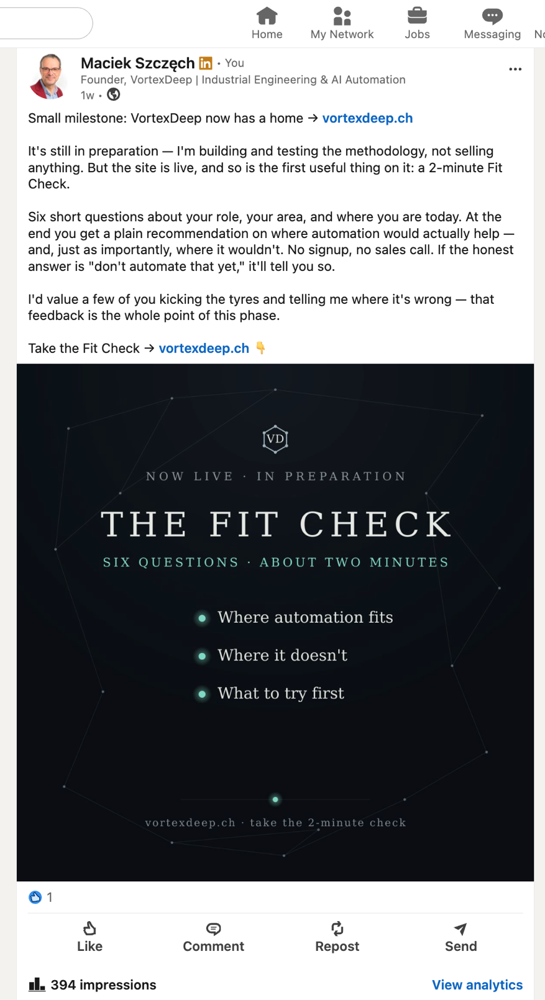 Home
My Network
Jobs
Messaging
No
Maciek Szczęch in • You
Founder, VortexDeep | Industrial Engineering & AI Automation
1w •
Small milestone: VortexDeep now has a home → vortexdeep.ch
It's still in preparation — I'm building and testing the methodology, not selling
anything. But the site is live, and so is the first useful thing on it: a 2-minute Fit
Check.
Six short questions about your role, your area, and where you are today. At the
end you get a plain recommendation on where automation would actually help —
and, just as importantly, where it wouldn't. No signup, no sales call. If the honest
answer is "don't automate that yet," it'll tell you so.
I'd value a few of you kicking the tyres and telling me where it's wrong — that
feedback is the whole point of this phase.
Take the Fit Check → vortexdeep.ch 👇
VD
NOW LIVE · IN PREPARATION
THE FIT CHECK
SIX QUESTIONS · ABOUT TWO MINUTES
Where automation fits
Where it doesn't
What to try first
vortexdeep.ch · take the 2-minute check
1
Like
Comment
Repost
Send
394 impressions
View analytics